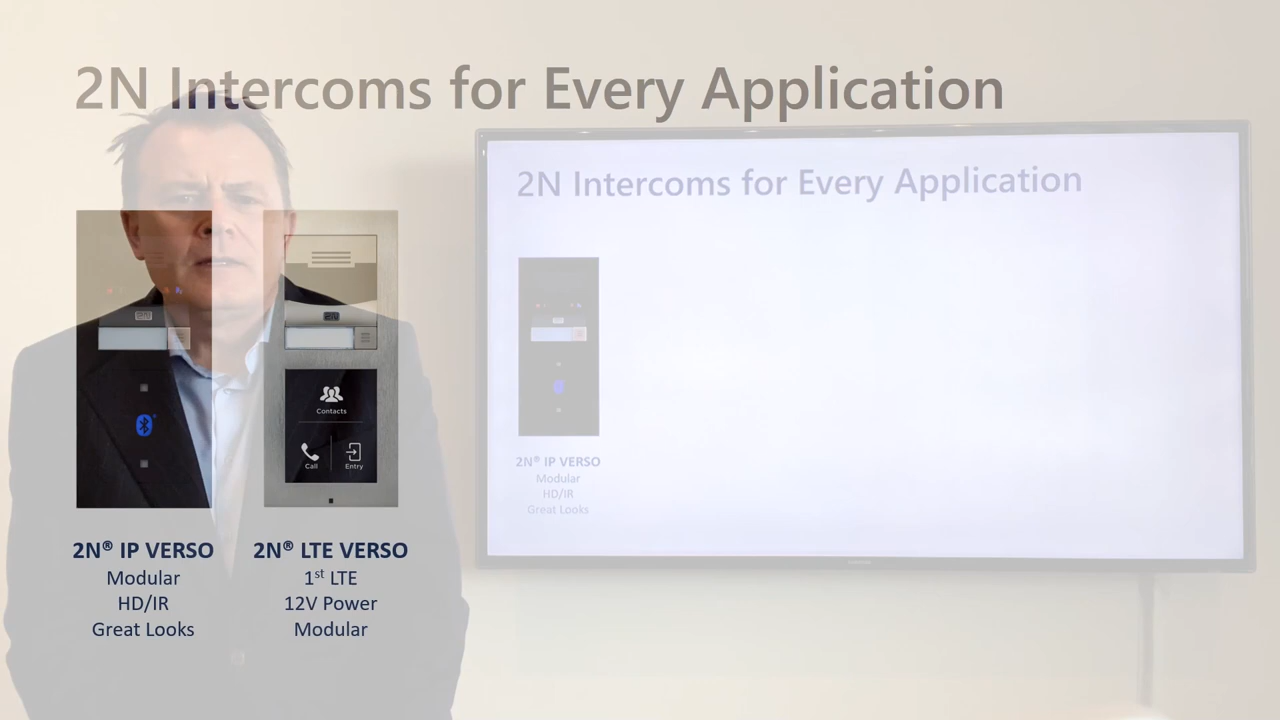 2N Intercoms for Every Application
2N Intercoms for Every Application
2N
2N
Contacts
Call
Entry
2N® IP VERSO
Modular
HD/IR
Great Looks
2N® LTE VERSO
1st LTE
12V Power
Modular
2N® IP VERSO
Modular
HD/IR
Great Looks